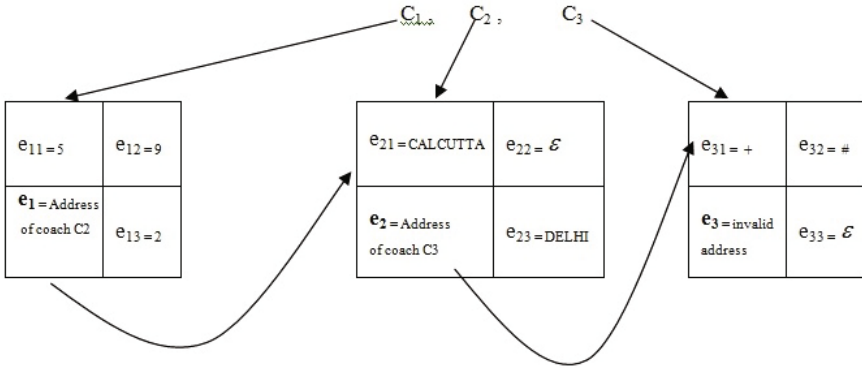 C1, C2, C3
e11=5
e12=9
e1=Address of coach C2
e13=2
e21=CALCUTTA
e22= ε
e2=Address of coach C3
e23=DELHI
e31= +
e32= #
e3=invalid address
e33= ε